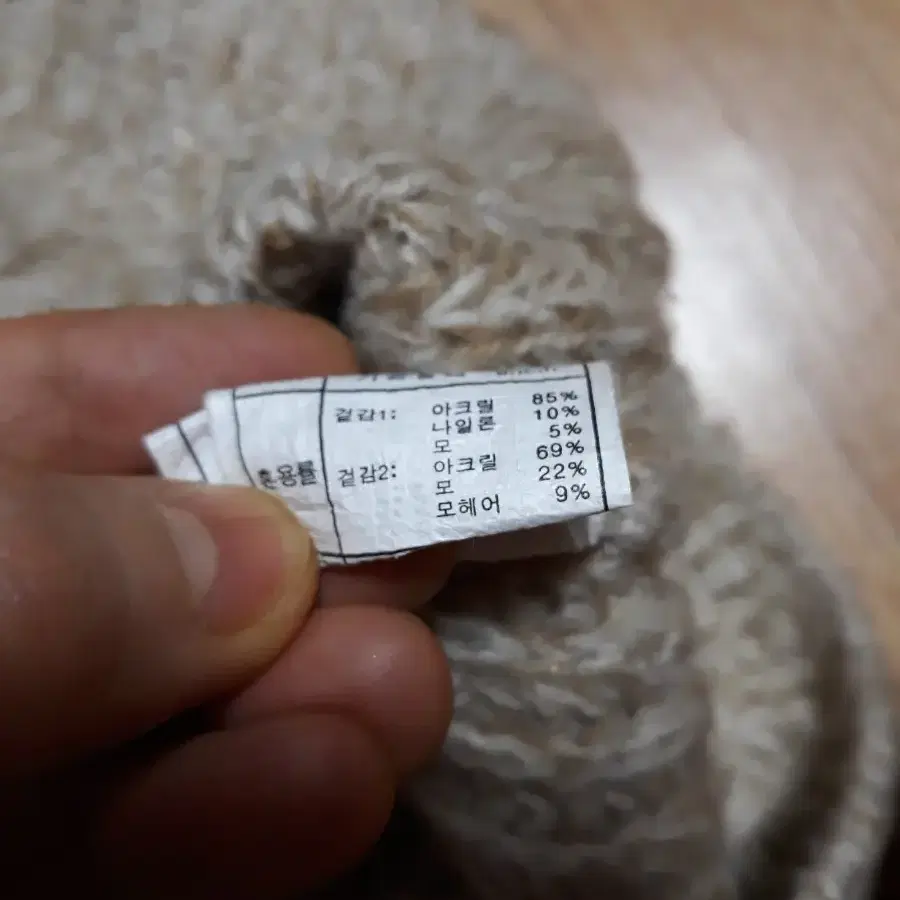 혼용률
겉감1: 아크릴 85%
나일론 10%
모 5%
겉감2: 아크릴 69%
모 22%
모헤어 9%